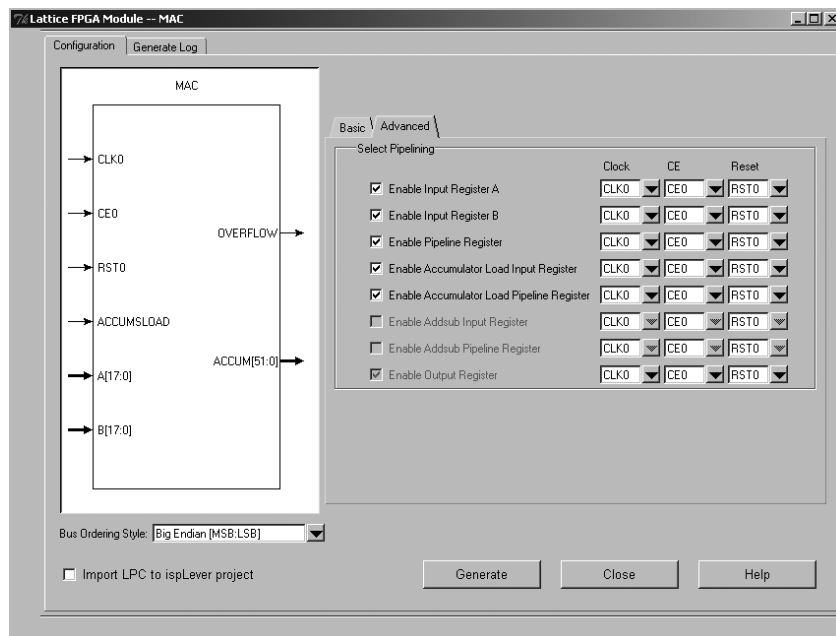 Lattice FPGA Module -- MAC
Configuration Generate Log
MAC
CLK0
CE0
RST0
ACCUMSLOAD
A[17:0]
B[17:0]
OVERFLOW
ACCUM[51:0]
Basic Advanced
Select Pipelining
Clock CE Reset
Enable Input Register A CLK0 CE0 RST0
Enable Input Register B CLK0 CE0 RST0
Enable Pipeline Register CLK0 CE0 RST0
Enable Accumulator Load Input Register CLK0 CE0 RST0
Enable Accumulator Load Pipeline Register CLK0 CE0 RST0
Enable Addsub Input Register CLK0 CE0 RST0
Enable Addsub Pipeline Register CLK0 CE0 RST0
Enable Output Register CLK0 CE0 RST0
Bus Ordering Style: Big Endian [MSB:LSB]
Import LPC to ispLever project
Generate Close Help